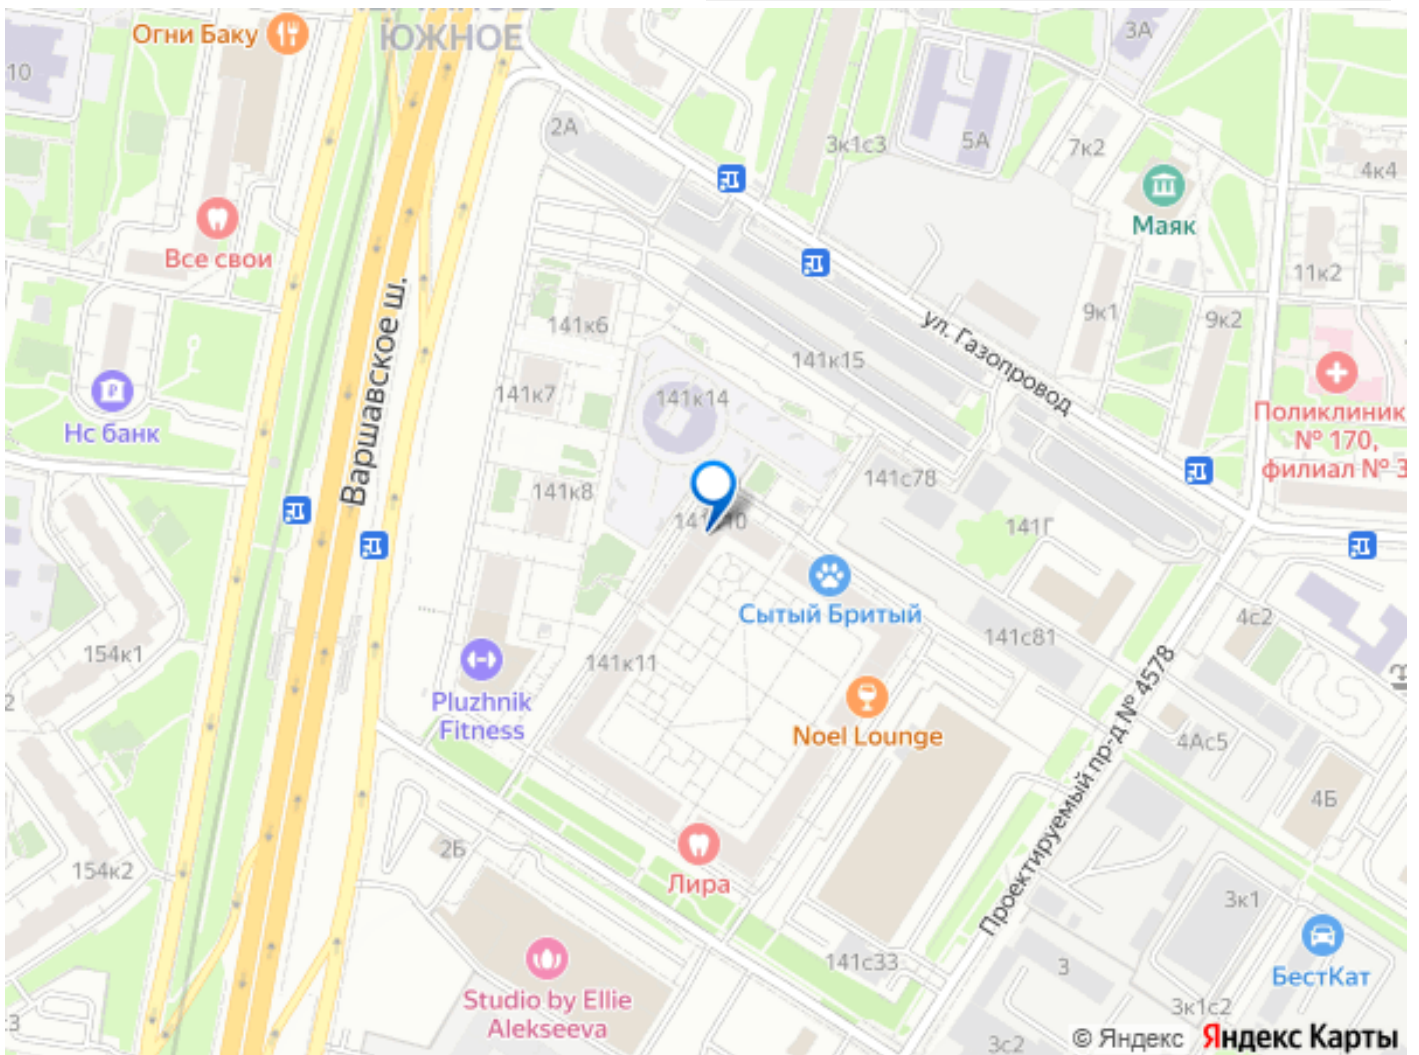 ЮЖНОЕ
Огни Баку
10
3А
2А
3к1с3
5А
7к2
4к4
Маяк
Все свои
11к2
141к6
9к1
9к2
ул. Газопровод
Варшавское ш.
141к15
141к7
141к14
Нс банк
Поликлиник
№ 170,
филиал № 3
141к8
141с78
141Г
Сытый Бритый
141с81
4с2
154к1
141к11
Pluzhnik
Fitness
Noel Lounge
Проектируемый пр-д № 4578
4Ас5
4Б
2Б
154к2
Лира
3к1
141с33
3
БестКат
Studio by Ellie
Alekseeva
3к1с2
3с2
© Яндекс
Яндекс Карты